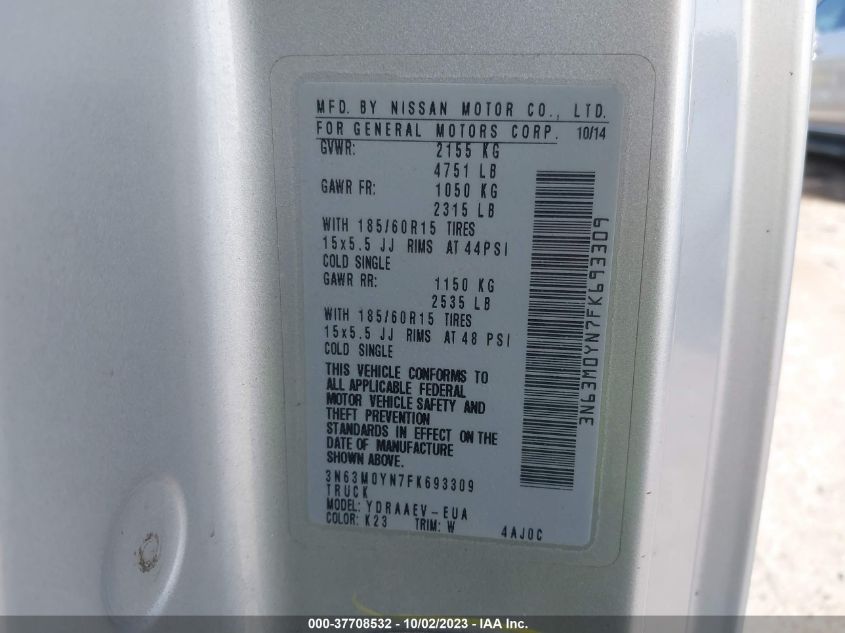 MFD. BY NISSAN MOTOR CO., LTD.
FOR GENERAL MOTORS CORP. 10/14
GVWR: 2155 KG
4751 LB
GAWR FR: 1050 KG
2315 LB
WITH 185/60R15 TIRES
15x5.5 JJ RIMS AT 44PSI
COLD SINGLE
GAWR RR: 1150 KG
2535 LB
WITH 185/60R15 TIRES
15x5.5 JJ RIMS AT 48 PSI
COLD SINGLE
THIS VEHICLE CONFORMS TO
ALL APPLICABLE FEDERAL
MOTOR VEHICLE SAFETY AND
THEFT PREVENTION
STANDARDS IN EFFECT ON THE
DATE OF MANUFACTURE
SHOWN ABOVE.
3N63M0YN7FK693309
TRUCK
MODEL: YDRAAEV-EUA
COLOR: K23 TRIM: W 4AJ0C
3N63M0YN7FK693309
000-37708532 - 10/02/2023 - IAA Inc.